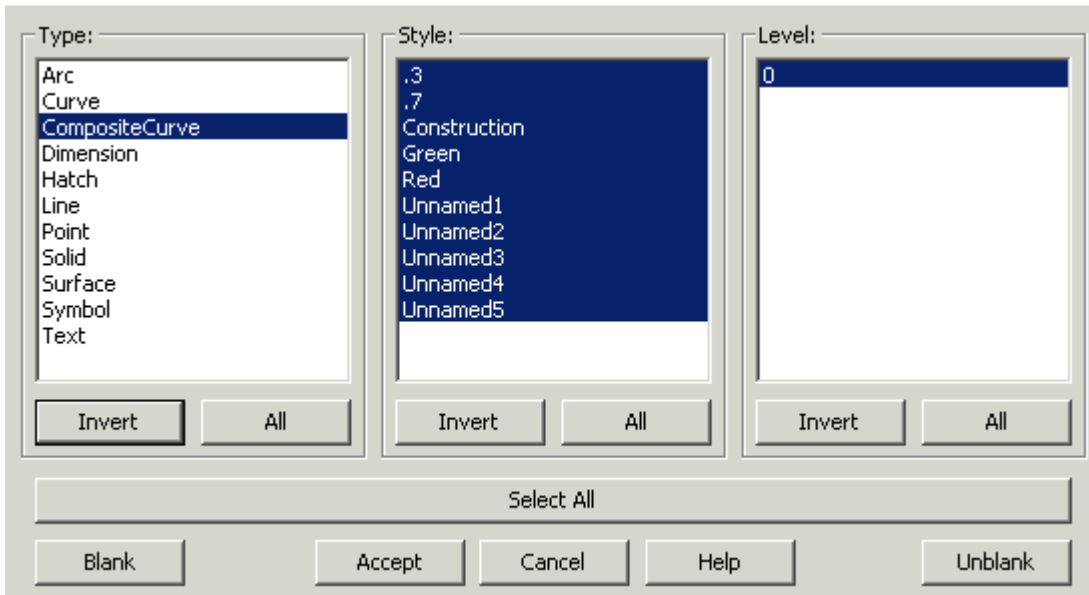 Type:
Arc
Curve
CompositeCurve
Dimension
Hatch
Line
Point
Solid
Surface
Symbol
Text
Invert All
Style:
.3
.7
Construction
Green
Red
Unnamed1
Unnamed2
Unnamed3
Unnamed4
Unnamed5
Invert All
Level:
0
Invert All
Select All
Blank Accept Cancel Help Unblank